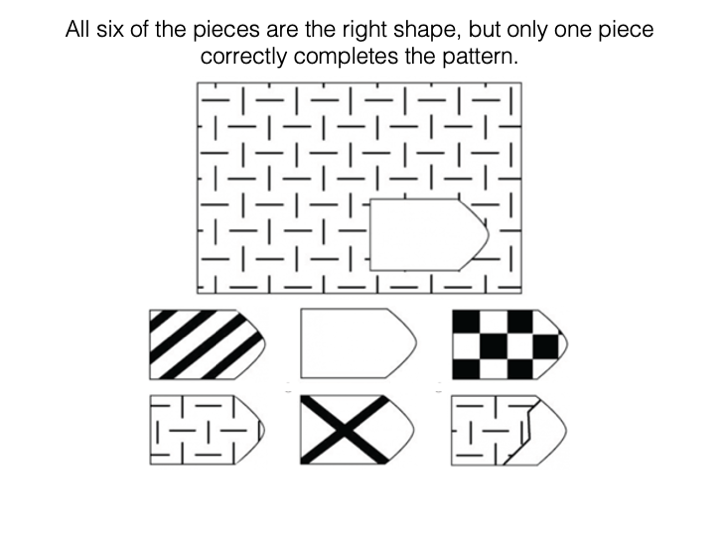 All six of the pieces are the right shape, but only one piece
correctly completes the pattern.